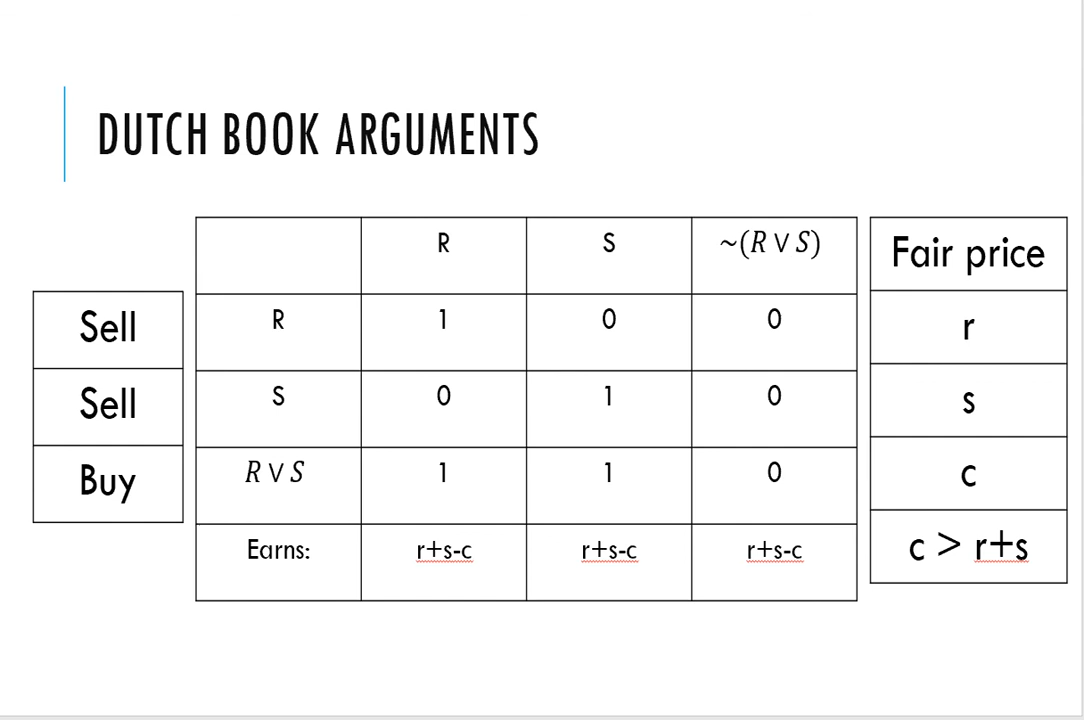 DUTCH BOOK ARGUMENTS
R S ~(R ∨ S) Fair price
Sell R 1 0 0 r
Sell S 0 1 0 s
Buy R ∨ S 1 1 0 c
Earns: r+s-c r+s-c r+s-c c > r+s